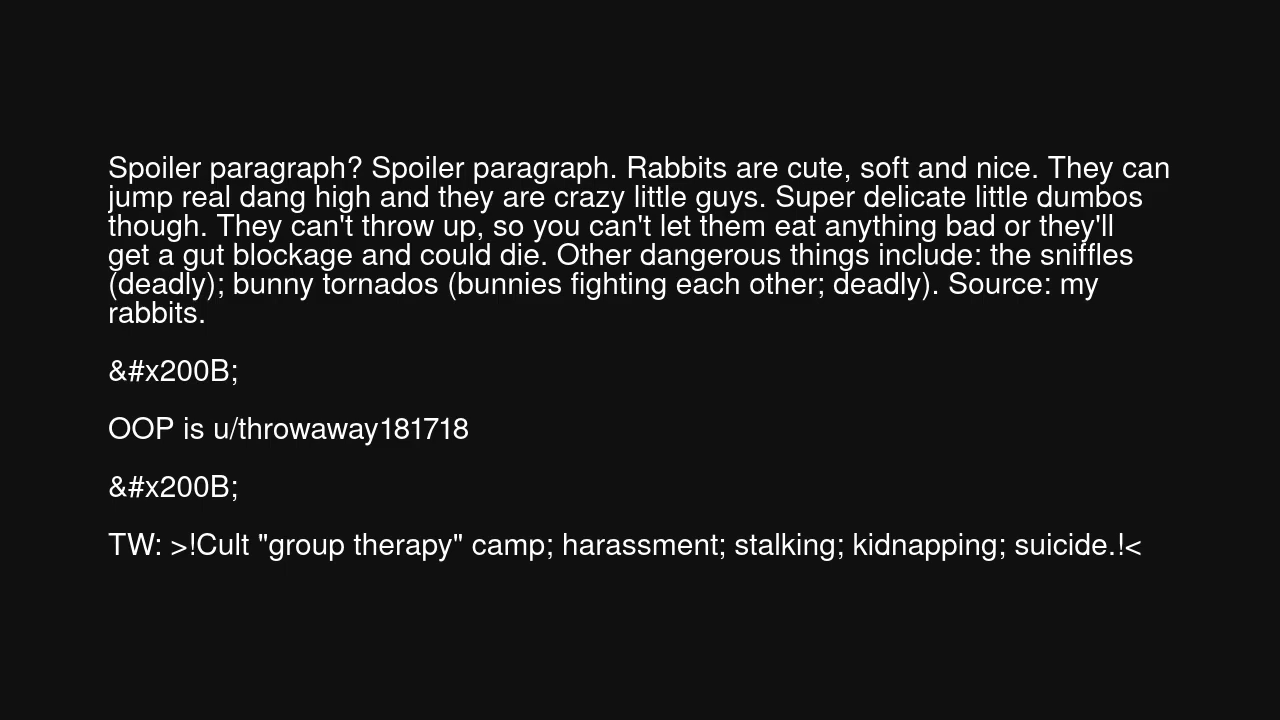 Spoiler paragraph? Spoiler paragraph. Rabbits are cute, soft and nice. They can
jump real dang high and they are crazy little guys. Super delicate little dumbos
though. They can't throw up, so you can't let them eat anything bad or they'll
get a gut blockage and could die. Other dangerous things include: the sniffles
(deadly); bunny tornados (bunnies fighting each other; deadly). Source: my
rabbits.
&#x200B;
OOP is u/throwaway181718
&#x200B;
TW: >!Cult "group therapy" camp; harassment; stalking; kidnapping; suicide.!<